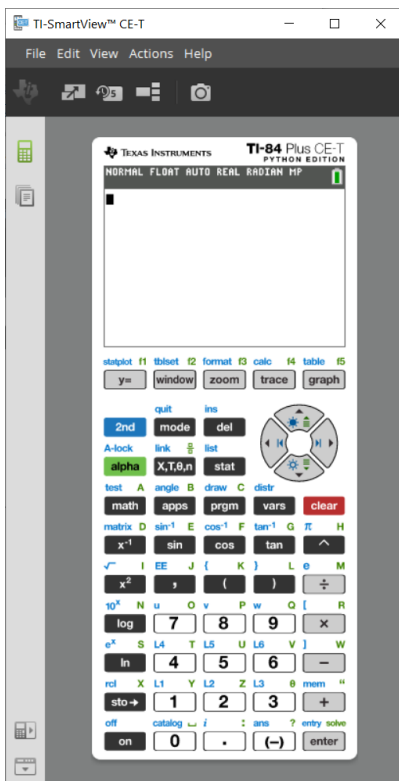 TI-SmartView™ CE-T
File Edit View Actions Help
5
TEXAS INSTRUMENTS TI-84 Plus CE-T
PYTHON EDITION
NORMAL FLOAT AUTO REAL RADIAN MP
statplot f1 tblset f2 format f3 calc f4 table f5
y= window zoom trace graph
quit ins
2nd mode del
A-lock link list
alpha X,T,θ,n stat
test A angle B draw C distr
math apps prgm vars clear
matrix D sin⁻¹ E cos⁻¹ F tan⁻¹ G π H
x⁻¹ sin cos tan ^
√ I EE J { K } L e M
x² , ( ) ÷
10ˣ N u O v P w Q [ R
log 7 8 9 ×
eˣ S L4 T L5 U L6 V ] W
ln 4 5 6 −
rcl X L1 Y L2 Z L3 θ mem "
sto→ 1 2 3 +
off catalog ⎵ i : ans ? entry solve
on 0 . (−) enter